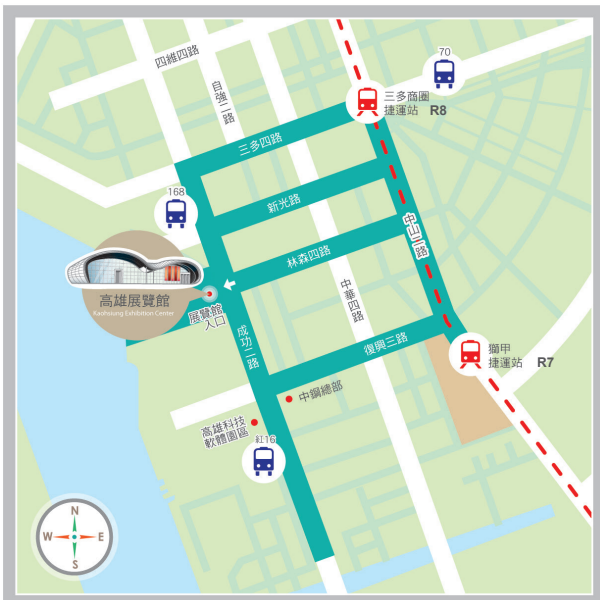 四維四路
自強二路
70
三多商圈
捷運站 R8
三多四路
168
新光路
中山二路
林森四路
高雄展覽館
Kaohsiung Exhibition Center
展覽館
入口
中華四路
成功二路
復興三路
獅甲
捷運站 R7
中鋼總部
高雄科技
軟體園區
紅16
N
W
E
S